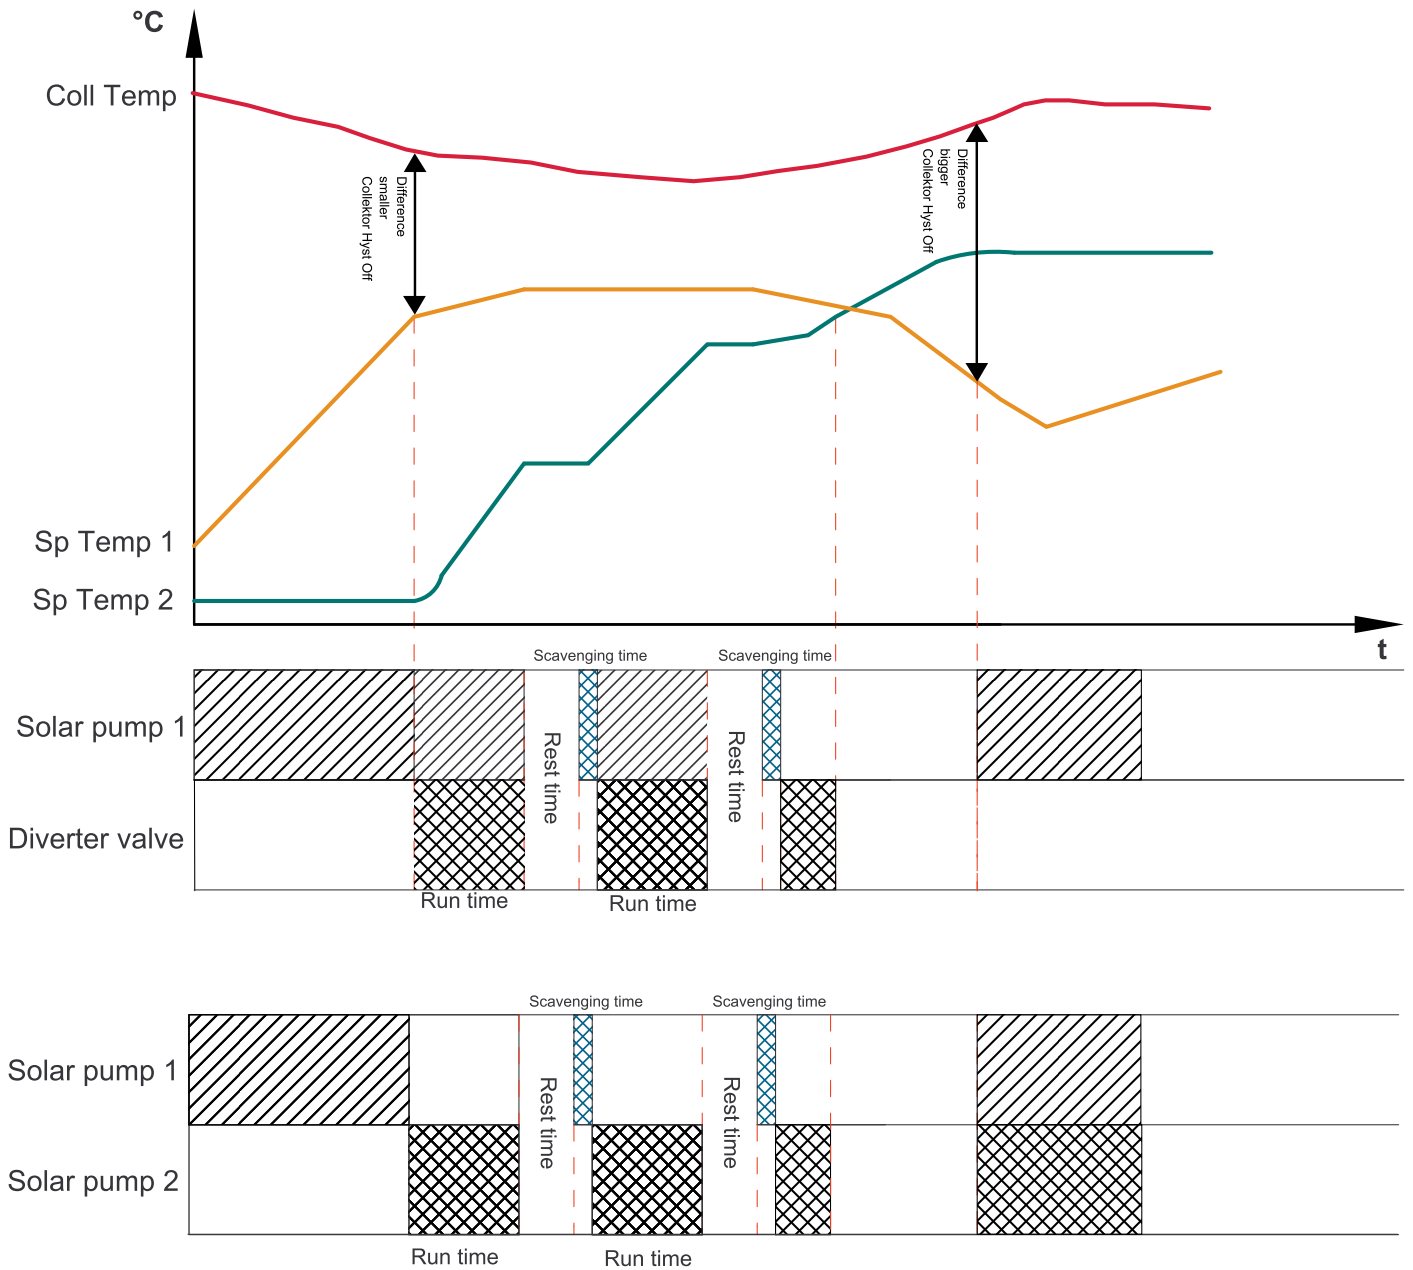 °C
Coll Temp
Difference
smaller
Collektor Hyst Off
Difference
bigger
Collektor Hyst Off
Sp Temp 1
Sp Temp 2
t
Scavenging time
Scavenging time
Solar pump 1
Rest time
Rest time
Diverter valve
Run time
Run time
Scavenging time
Scavenging time
Solar pump 1
Rest time
Rest time
Solar pump 2
Run time
Run time